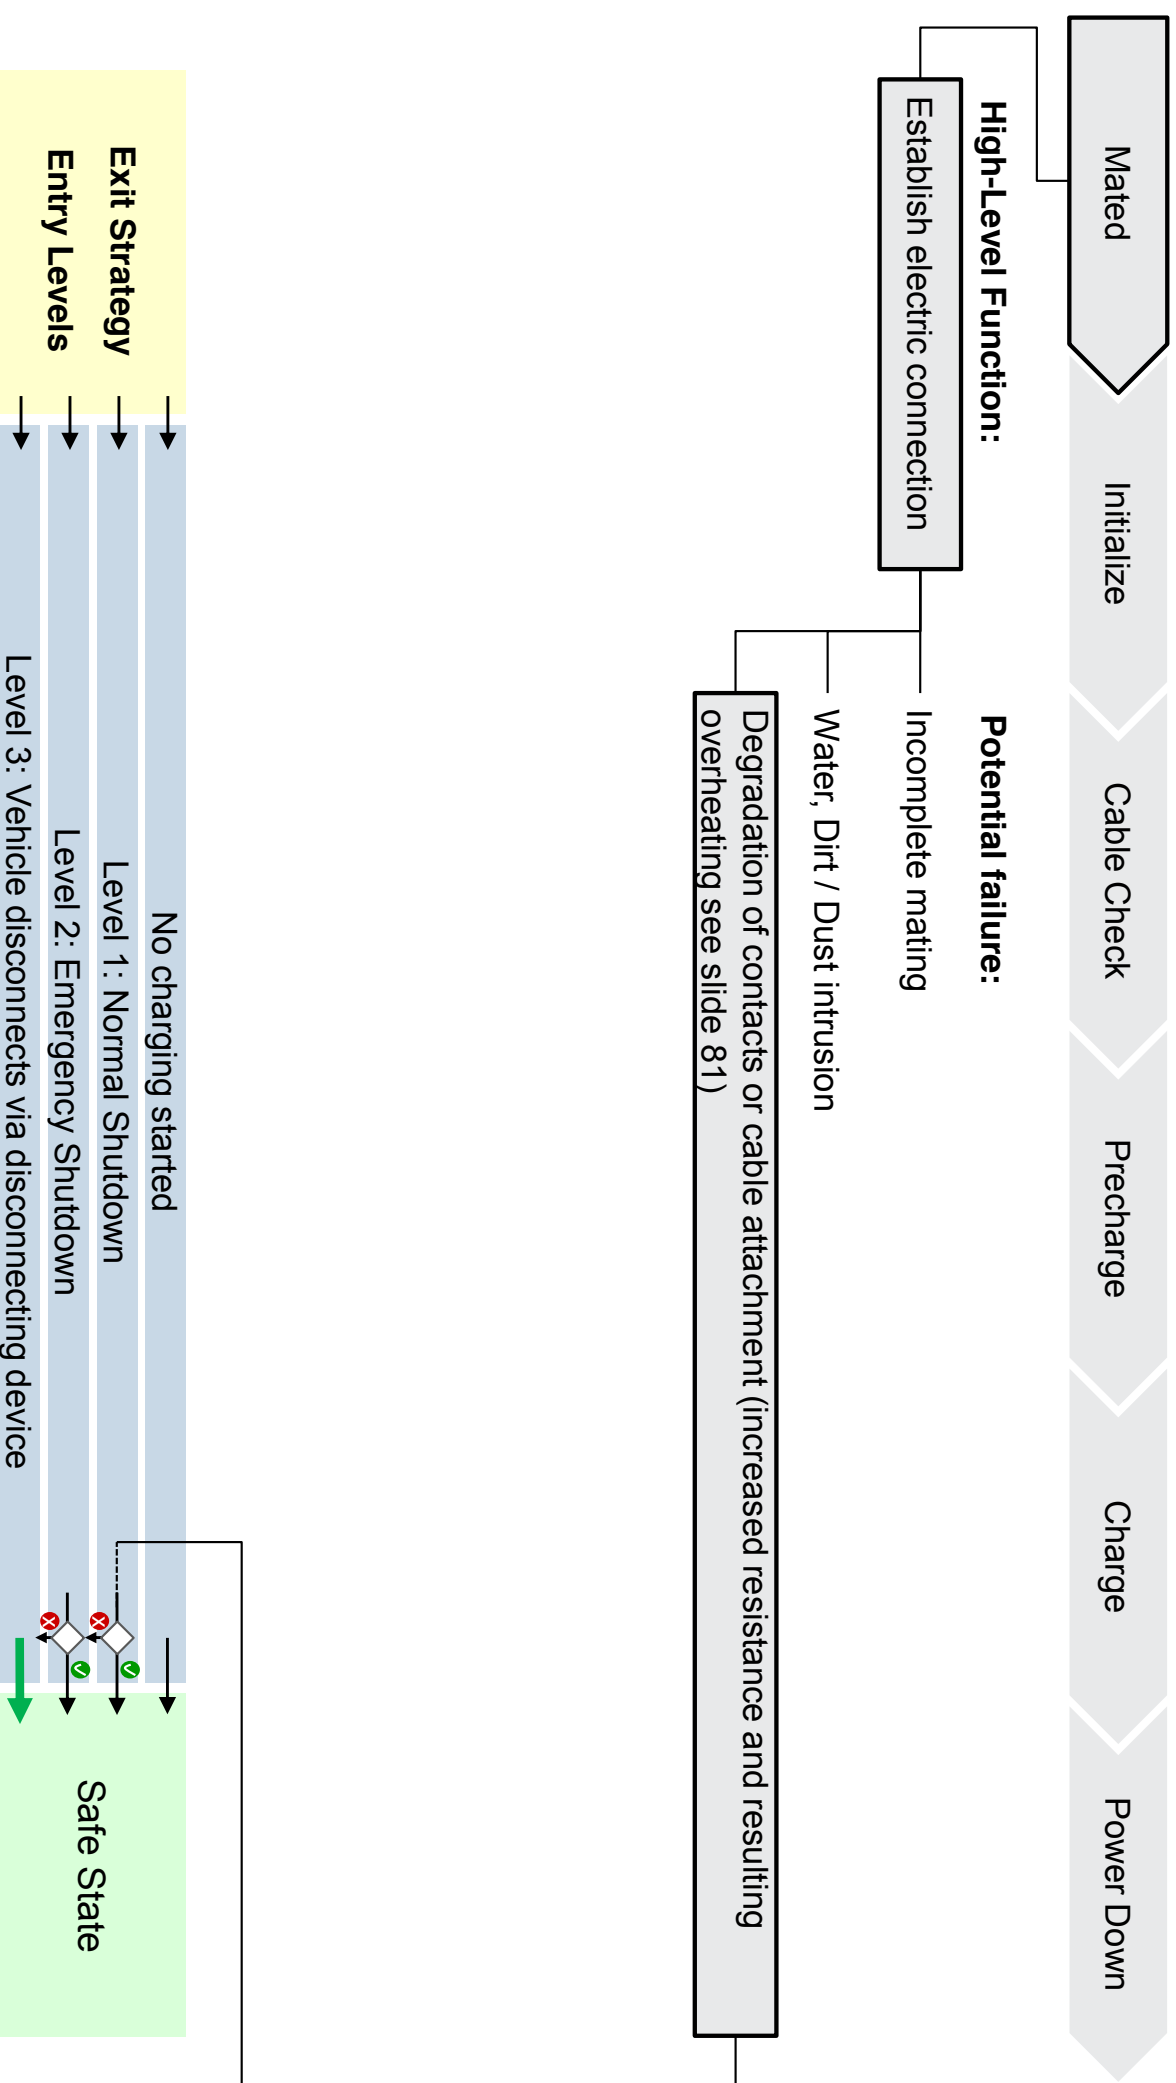 Mated
Initialize
Cable Check
Precharge
Charge
Power Down
High-Level Function:
Potential failure:
Establish electric connection
Incomplete mating
Water, Dirt / Dust intrusion
Degradation of contacts or cable attachment (increased resistance and resulting
overheating see slide 81)
Exit Strategy
Entry Levels
No charging started
Level 1: Normal Shutdown
Level 2: Emergency Shutdown
Level 3: Vehicle disconnects via disconnecting device
Safe State